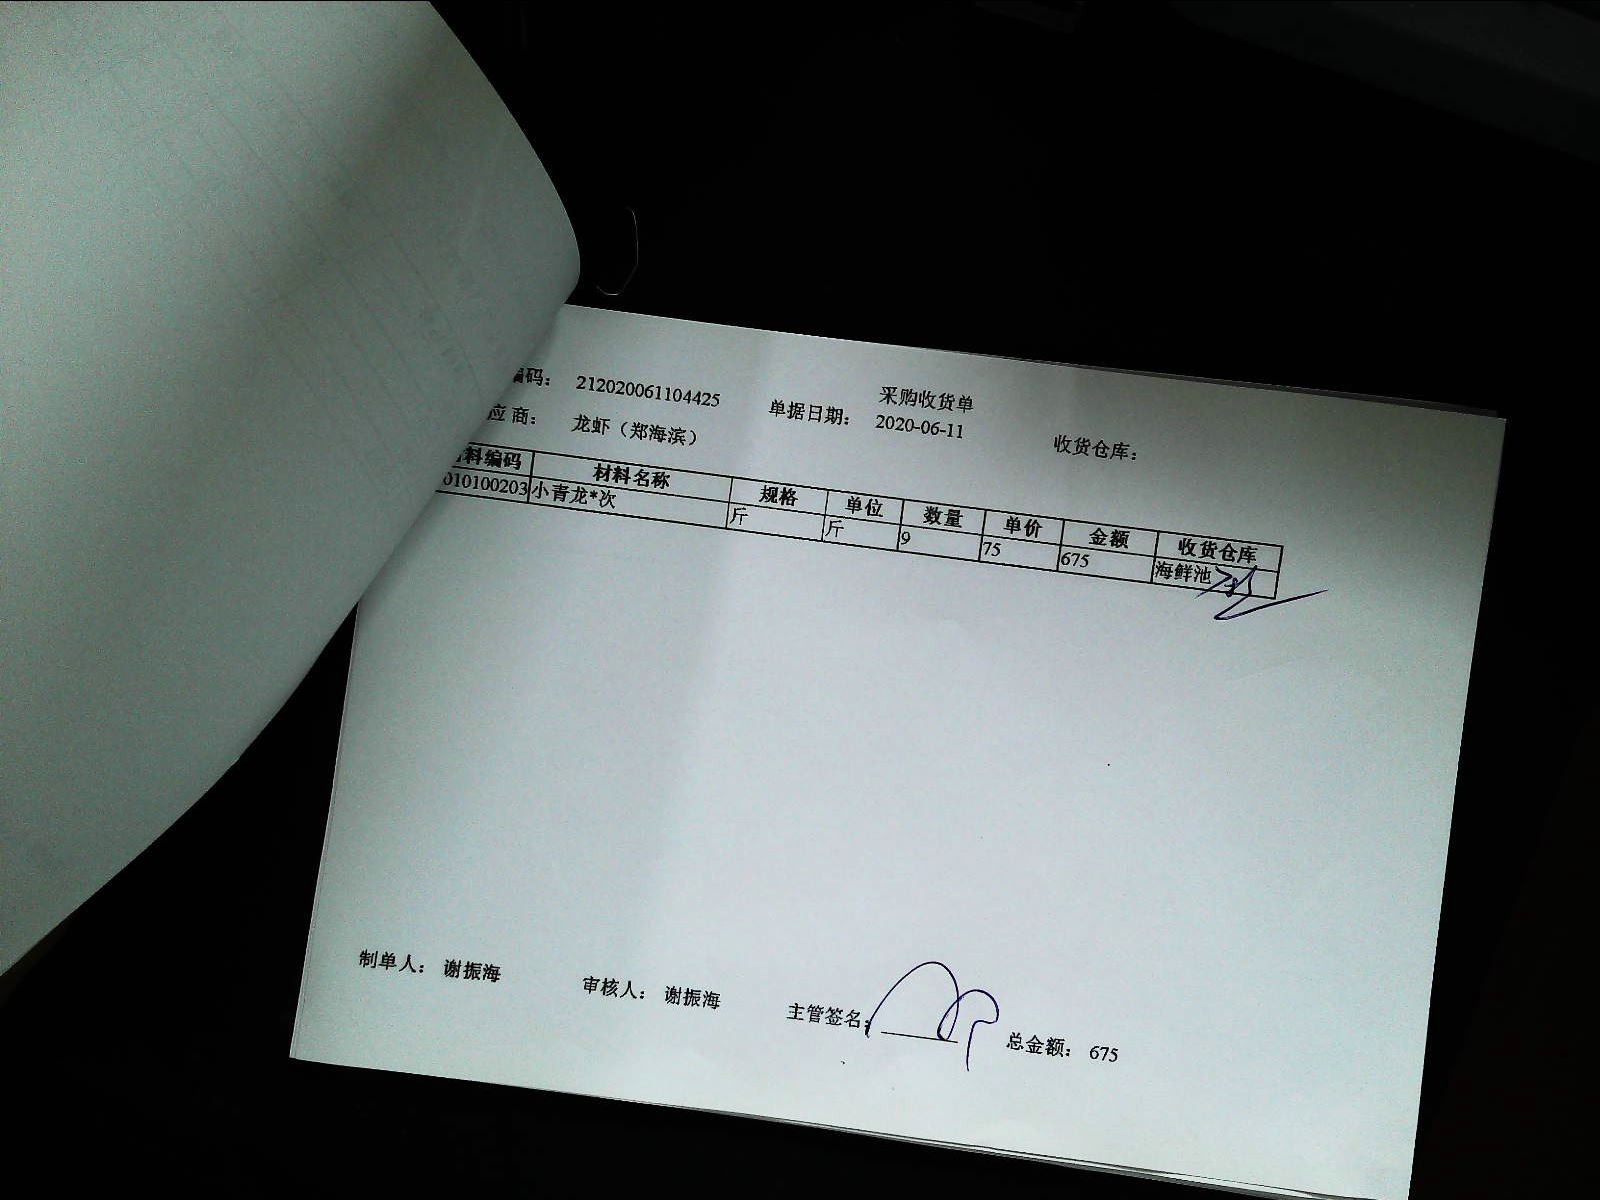 采购收货单
编码： 212020061104425 单据日期： 2020-06-11 收货仓库：
应商： 龙虾（郑海滨）
料编码 材料名称 规格 单位 数量 单价 金额 收货仓库
010100203 小青龙*次 斤 斤 9 75 675 海鲜池
制单人： 谢振海 审核人： 谢振海 主管签名： 总金额： 675